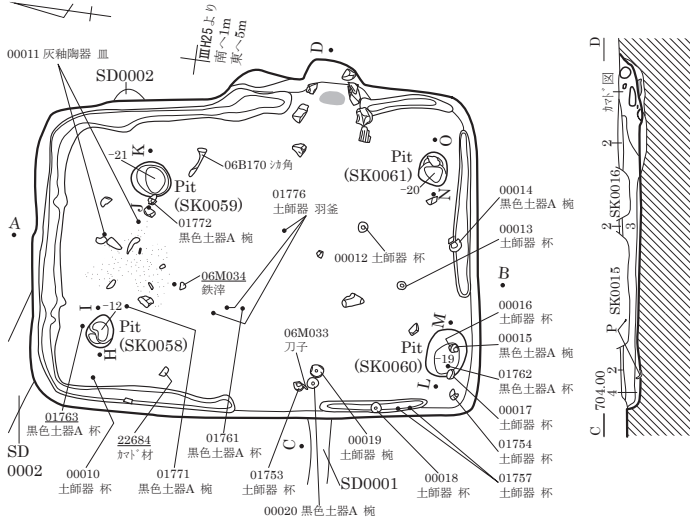 ⅢH25より
南へ1m
東へ5m
D
00011 灰釉陶器 皿
SD0002
K
-21
06B170 シカ角
Pit
(SK0059)
J
01772
黒色土器A 椀
01776
土師器 羽釜
O
Pit
(SK0061)
-20
N
00014
黒色土器A 椀
00013
土師器 杯
00012 土師器 杯
A
B
06M034
鉄滓
I
-12
Pit
(SK0058)
H
06M033
刀子
M
Pit
(SK0060)
-19
L
00016
土師器 杯
00015
黒色土器A 椀
01762
黒色土器A 杯
00017
土師器 杯
01754
土師器 杯
01757
土師器 杯
01763
黒色土器A 杯
SD
0002
00010
土師器 杯
22684
カマド材
01771
黒色土器A 椀
01761
黒色土器A 杯
01753
土師器 杯
C
00019
土師器 椀
SD0001
00018
土師器 杯
00020 黒色土器A 椀
D
カマド図
2
SK0016
2
1
3
SK0015
P
2
4
704.00
C